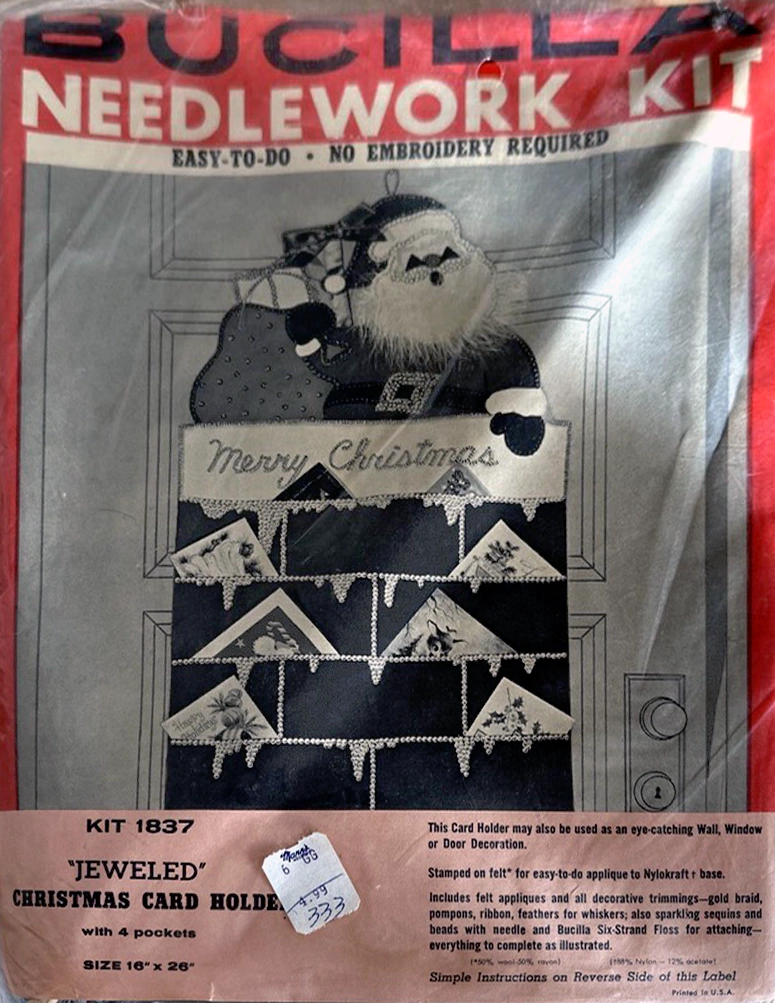 BUCILLA
NEEDLEWORK KIT
EASY-TO-DO • NO EMBROIDERY REQUIRED
Merry Christmas
KIT 1837
"JEWELED"
CHRISTMAS CARD HOLDE
with 4 pockets
SIZE 16" x 26"
6 GG
4.99
333
This Card Holder may also be used as an eye-catching Wall, Window
or Door Decoration.
Stamped on felt* for easy-to-do applique to Nylokraft† base.
Includes felt appliques and all decorative trimmings—gold braid,
pompons, ribbon, feathers for whiskers; also sparkling sequins and
beads with needle and Bucilla Six-Strand Floss for attaching—
everything to complete as illustrated.
(*50% wool-50% rayon) (†88% Nylon – 12% acetate)
Simple Instructions on Reverse Side of this Label
Printed in U.S.A.